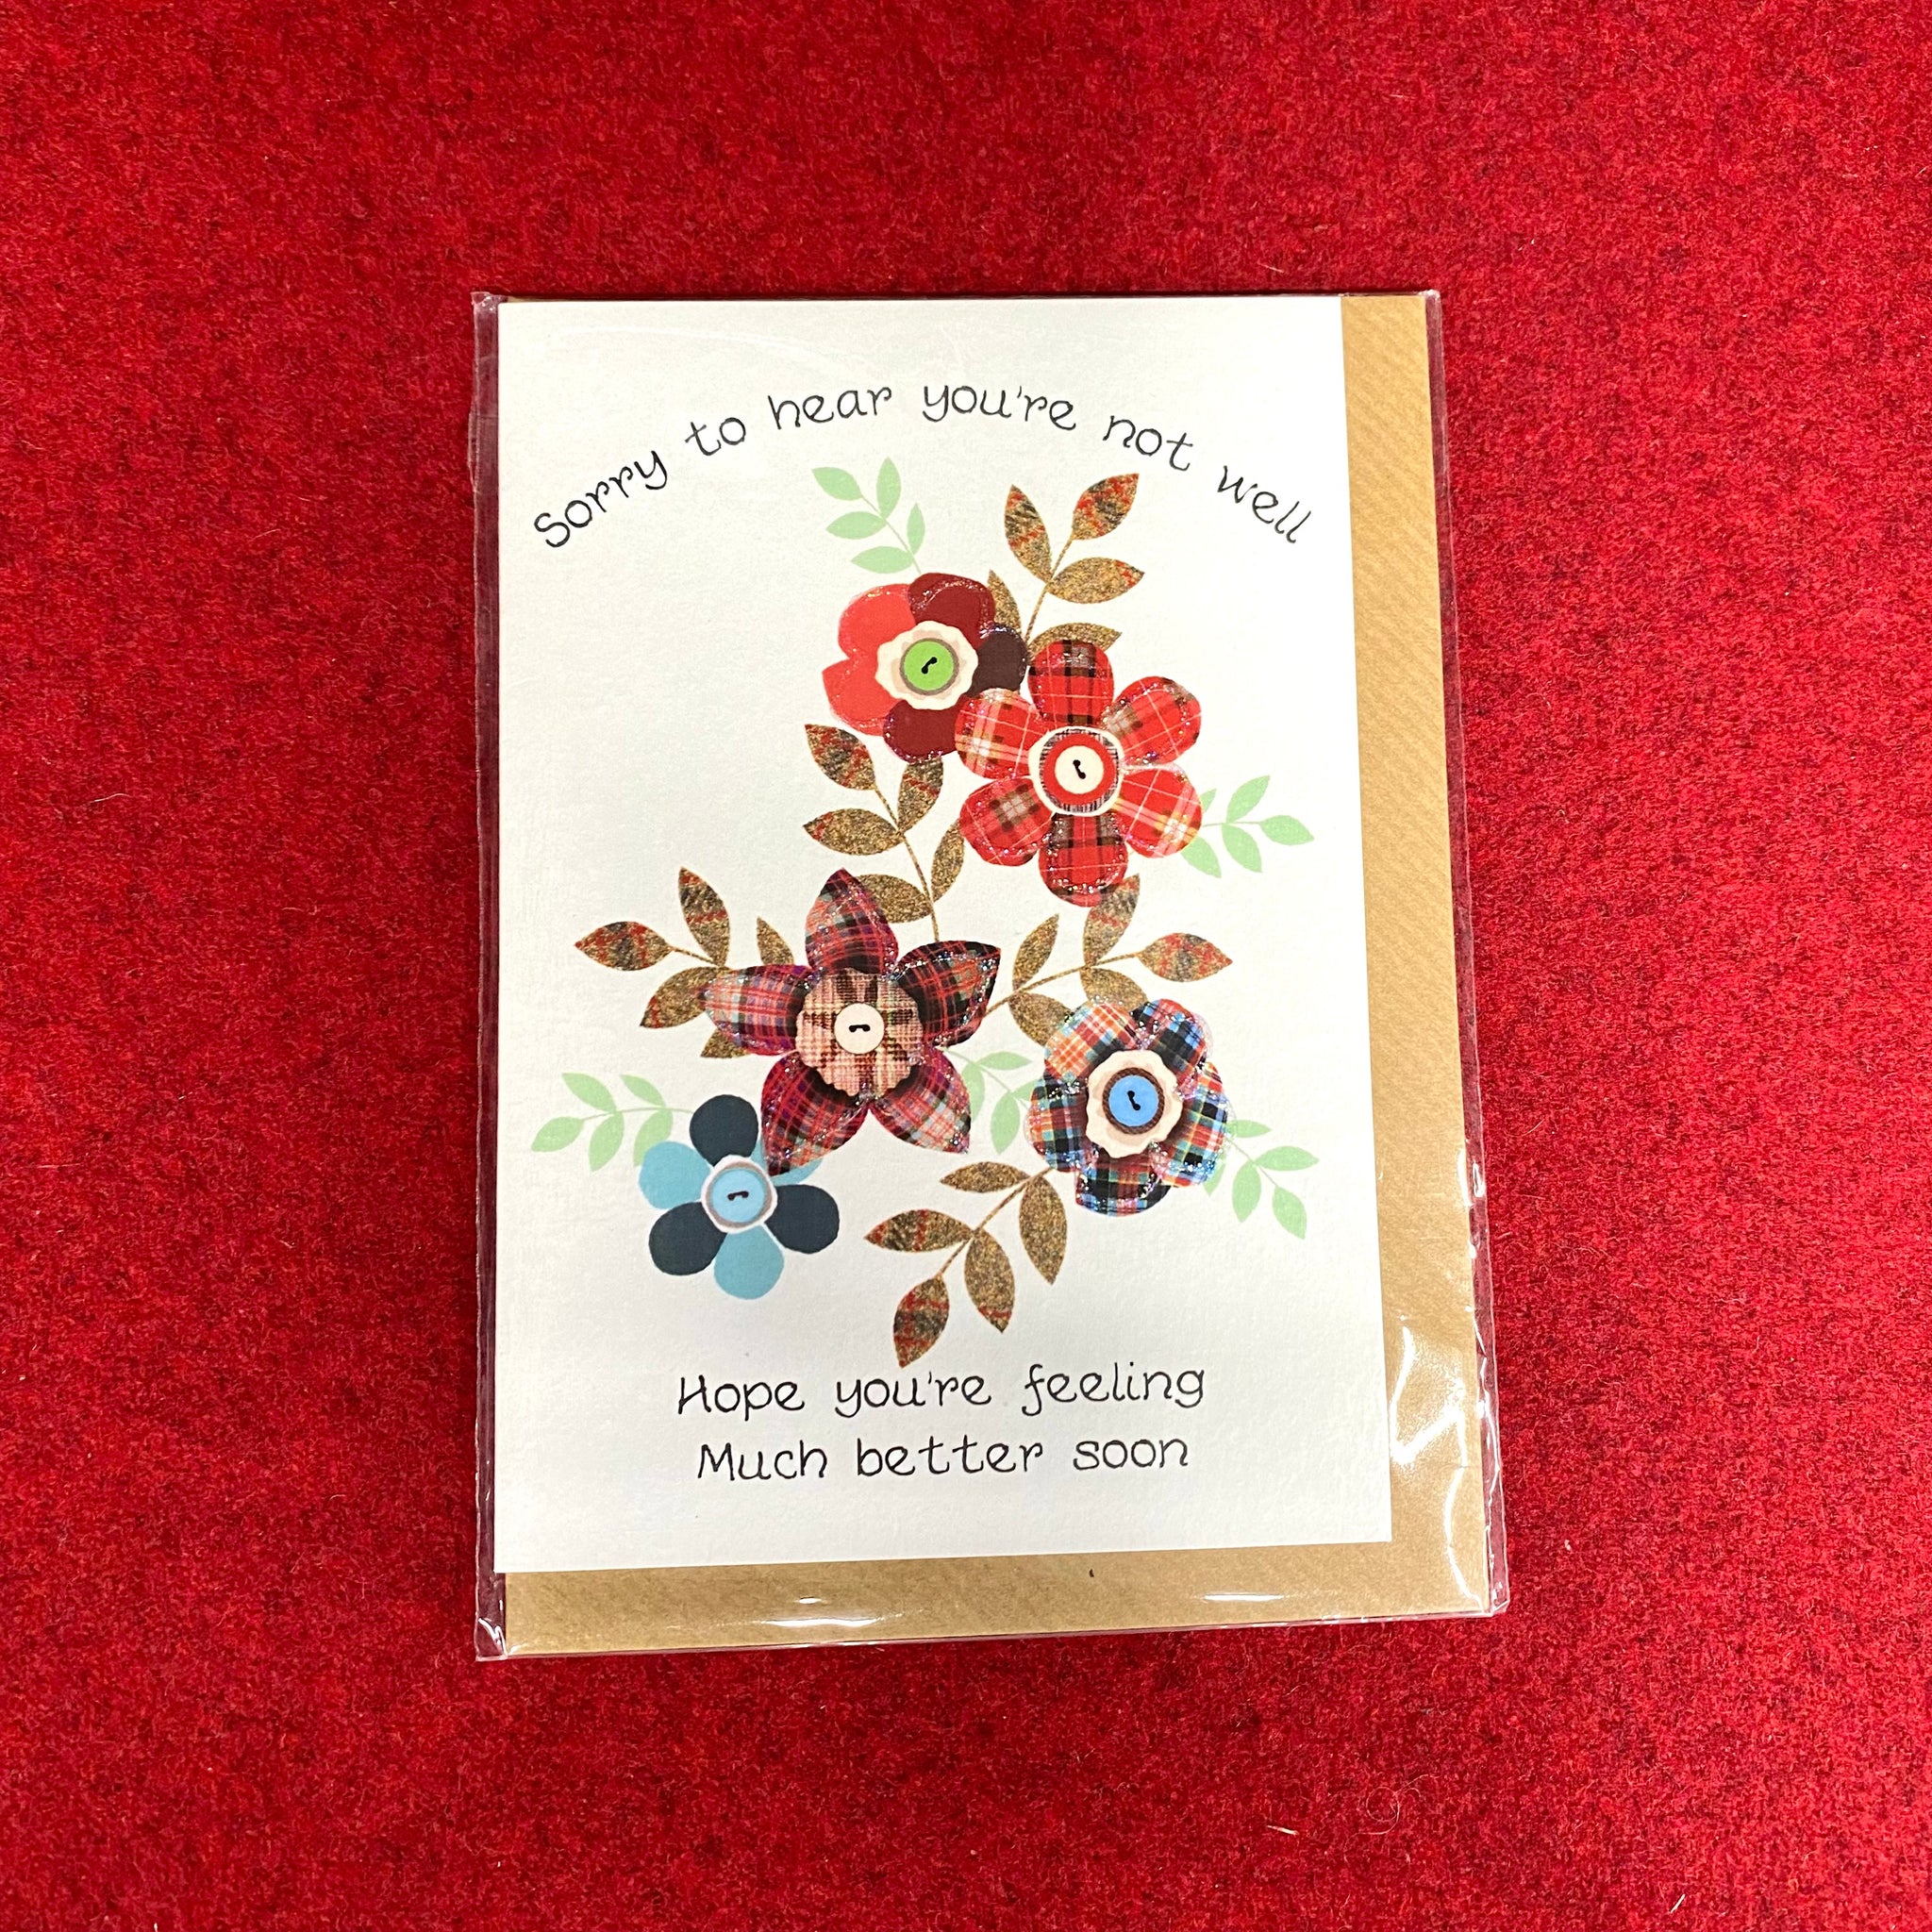 Sorry to hear you're not well
Hope you're feeling
Much better soon